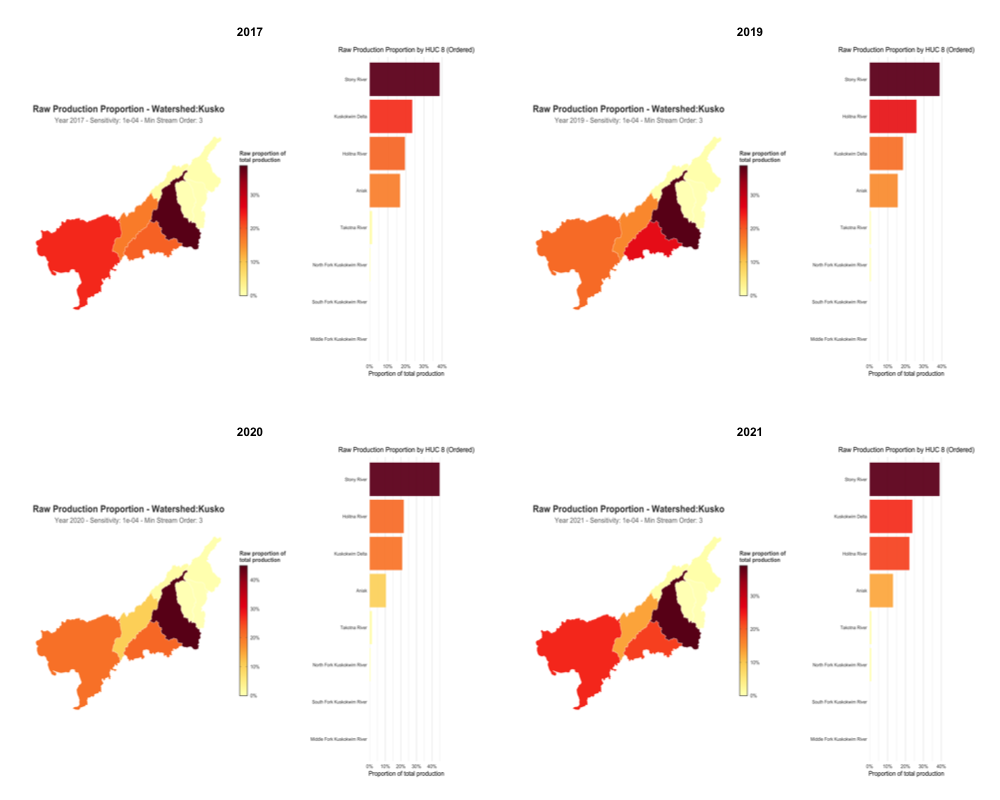 2017
Raw Production Proportion by HUC 8 (Ordered)
Stony River
Kuskokwim Delta
Holitna River
Aniak
Takotna River
North Fork Kuskokwim River
South Fork Kuskokwim River
Middle Fork Kuskokwim River
0% 10% 20% 30% 40%
Proportion of total production
Raw Production Proportion - Watershed:Kusko
Year 2017 - Sensitivity: 1e-04 - Min Stream Order: 3
Raw proportion of
total production
30%
20%
10%
0%
2019
Raw Production Proportion by HUC 8 (Ordered)
Stony River
Holitna River
Kuskokwim Delta
Aniak
Takotna River
North Fork Kuskokwim River
South Fork Kuskokwim River
Middle Fork Kuskokwim River
0% 10% 20% 30% 40%
Proportion of total production
Raw Production Proportion - Watershed:Kusko
Year 2019 - Sensitivity: 1e-04 - Min Stream Order: 3
Raw proportion of
total production
30%
20%
10%
0%
2020
Raw Production Proportion by HUC 8 (Ordered)
Stony River
Holitna River
Kuskokwim Delta
Aniak
Takotna River
North Fork Kuskokwim River
South Fork Kuskokwim River
Middle Fork Kuskokwim River
0% 10% 20% 30% 40%
Proportion of total production
Raw Production Proportion - Watershed:Kusko
Year 2020 - Sensitivity: 1e-04 - Min Stream Order: 3
Raw proportion of
total production
40%
30%
20%
10%
0%
2021
Raw Production Proportion by HUC 8 (Ordered)
Stony River
Kuskokwim Delta
Holitna River
Aniak
Takotna River
North Fork Kuskokwim River
South Fork Kuskokwim River
Middle Fork Kuskokwim River
0% 10% 20% 30% 40%
Proportion of total production
Raw Production Proportion - Watershed:Kusko
Year 2021 - Sensitivity: 1e-04 - Min Stream Order: 3
Raw proportion of
total production
30%
20%
10%
0%